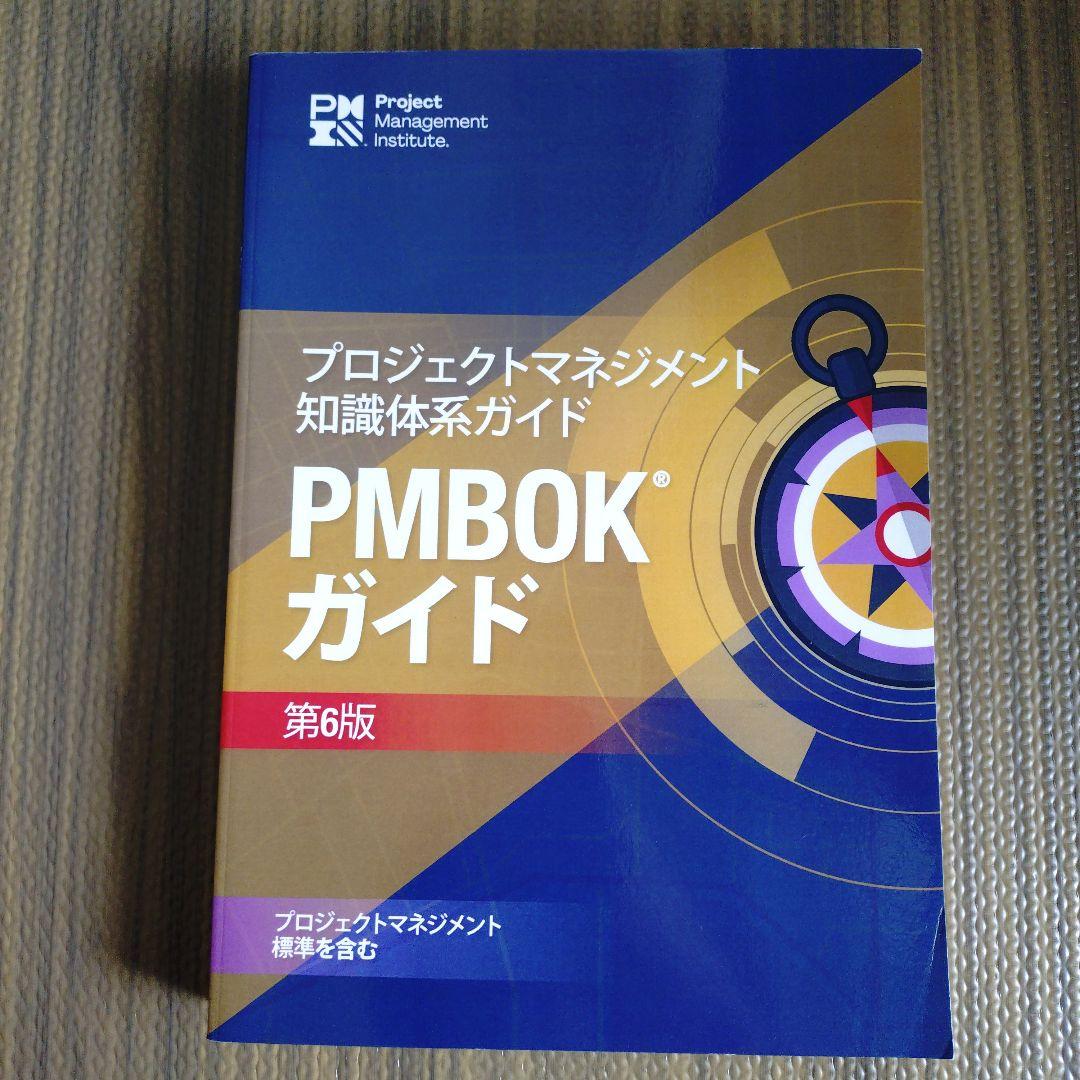 PMI™
Project
Management
Institute.
プロジェクトマネジメント
知識体系ガイド
PMBOK®
ガイド
第6版
プロジェクトマネジメント
標準を含む